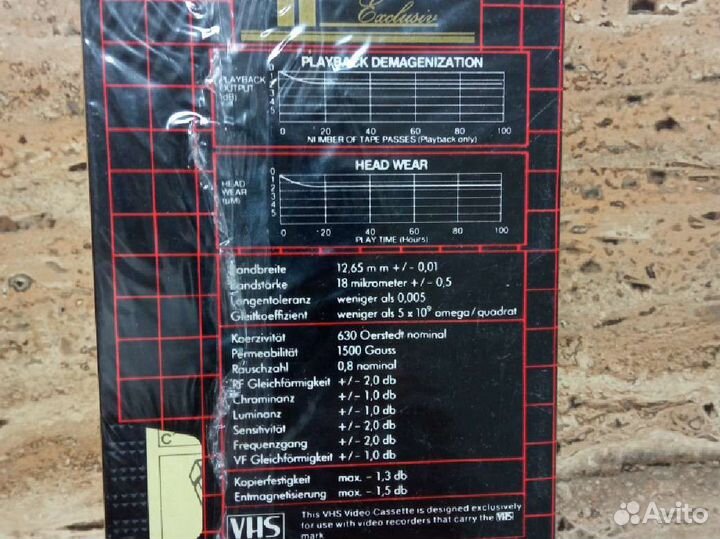 Exclusiv
PLAYBACK DEMAGENIZATION
PLAYBACK OUTPUT (dB)
0 1 2 3 4 5
0 20 40 60 80 100
NUMBER OF TAPE PASSES (Playback only)
HEAD WEAR
HEAD WEAR (µM)
0 1 2 3 4 5
0 20 40 60 80 100
PLAY TIME (Hours)
Bandbreite 12,65 m m + / - 0,01
Bandstärke 18 mikrometer + / - 0,5
Langentoleranz weniger als 0,005
Gleitkoeffizient weniger als 5 x 10⁹ omega / quadrat
Koerzivität 630 Oerstedt nominal
Permeabilität 1500 Gauss
Rauschzahl 0,8 nominal
RF Gleichförmigkeit + / - 2,0 db
Chrominanz + / - 1,0 db
Luminanz + / - 1,0 db
Sensitivität + / - 2,0 db
Frequenzgang + / - 2,0 db
VF Gleichförmigkeit + / - 1,0 db
Kopierfestigkeit max. - 1,3 db
Entmagnetisierung max. - 1,5 db
C
VHS
This VHS Video Cassette is designed exclusively
for use with video recorders that carry the VHS
mark
Avito